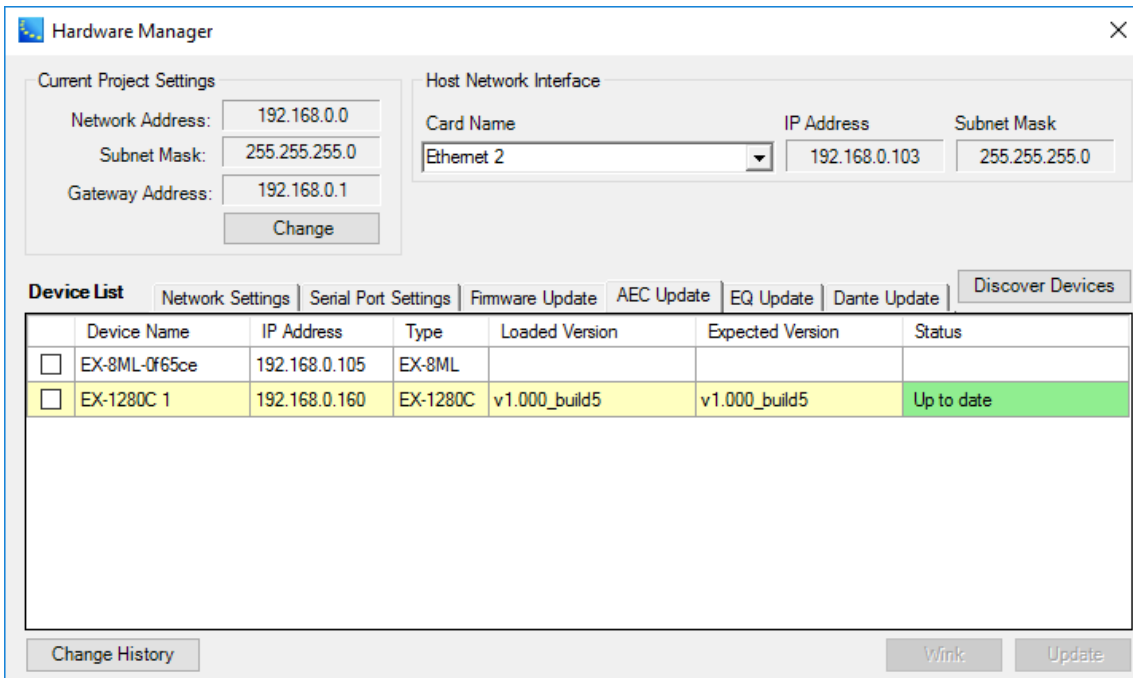 Hardware Manager
Current Project Settings
Network Address: 192.168.0.0
Subnet Mask: 255.255.255.0
Gateway Address: 192.168.0.1
Change
Host Network Interface
Card Name IP Address Subnet Mask
Ethernet 2 192.168.0.103 255.255.255.0
Device List Network Settings Serial Port Settings Firmware Update AEC Update EQ Update Dante Update Discover Devices
Device Name IP Address Type Loaded Version Expected Version Status
EX-8ML-0f65ce 192.168.0.105 EX-8ML
EX-1280C 1 192.168.0.160 EX-1280C v1.000_build5 v1.000_build5 Up to date
Change History Wink Update